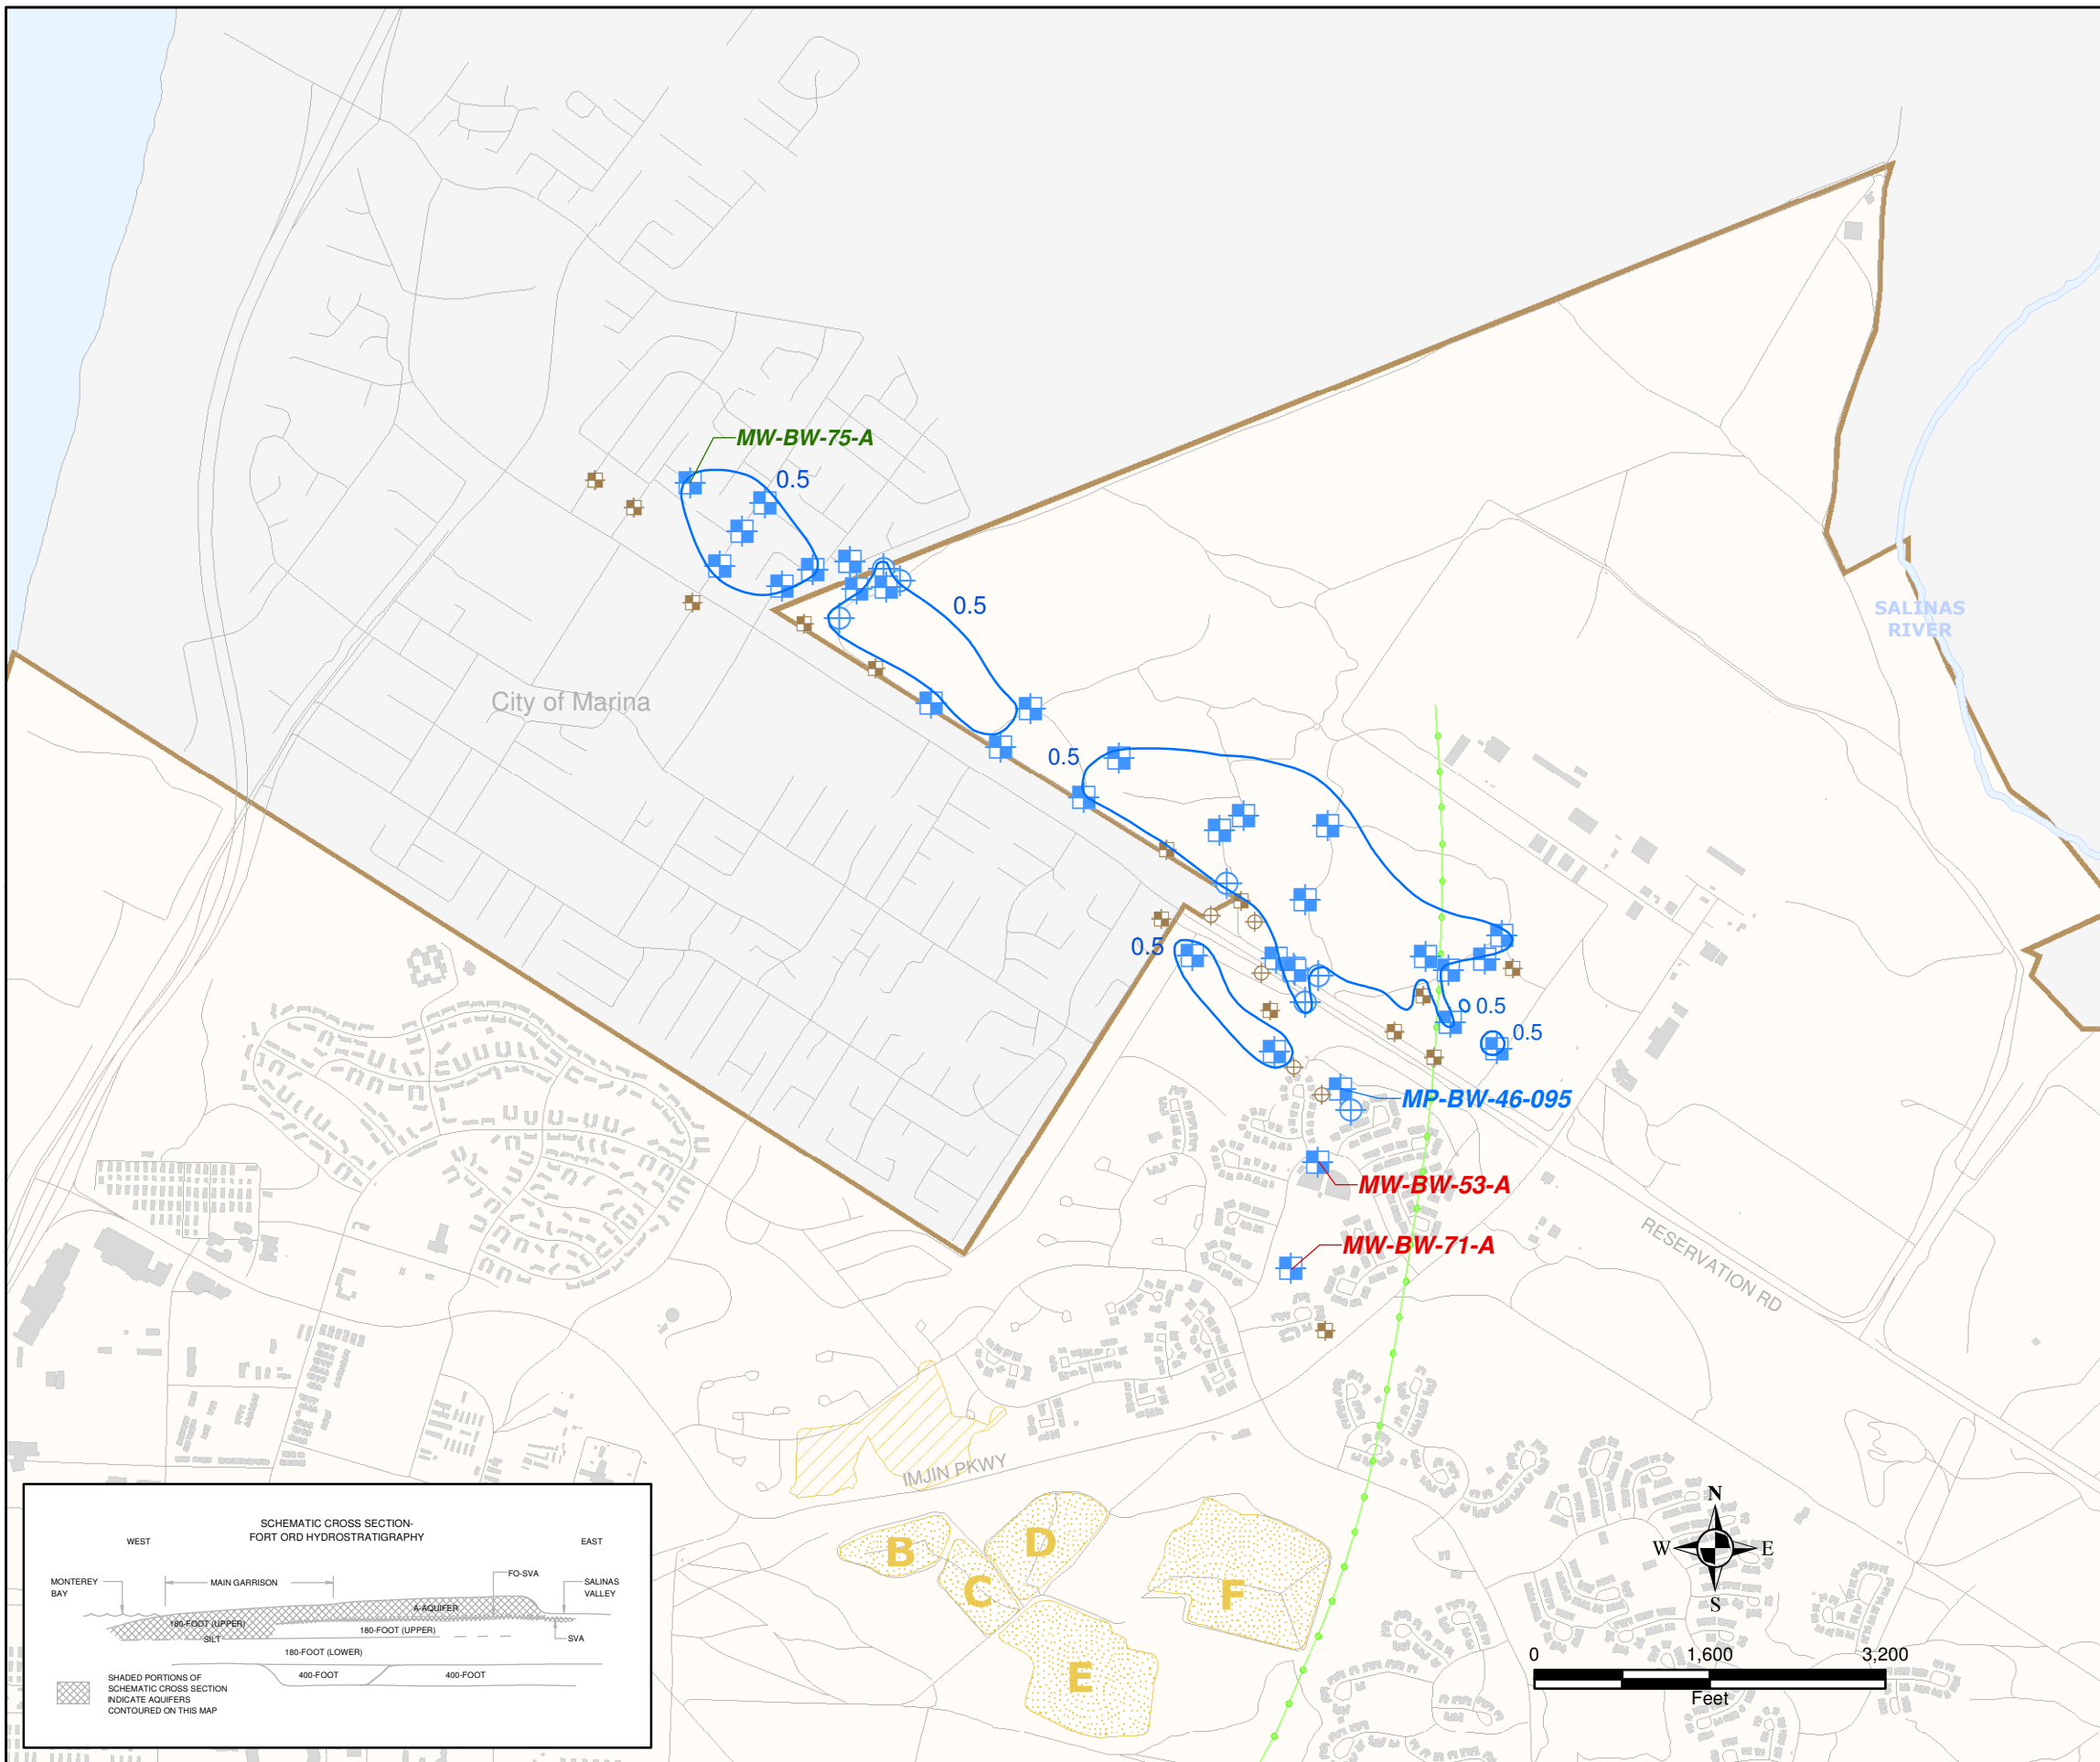 MW-BW-75-A
0.5
0.5
SALINAS
RIVER
City of Marina
0.5
0.5
0.5
0.5
MP-BW-46-095
MW-BW-53-A
MW-BW-71-A
RESERVATION RD
IMJIN PKWY
B
C
D
E
F
N
W
E
S
0
1,600
3,200
Feet
SCHEMATIC CROSS SECTION-
FORT ORD HYDROSTRATIGRAPHY
WEST
EAST
MONTEREY
BAY
MAIN GARRISON
FO-SVA
SALINAS
VALLEY
A-AQUIFER
180-FOOT (UPPER)
180-FOOT (UPPER)
SILT
SVA
180-FOOT (LOWER)
400-FOOT
400-FOOT
SHADED PORTIONS OF
SCHEMATIC CROSS SECTION
INDICATE AQUIFERS
CONTOURED ON THIS MAP